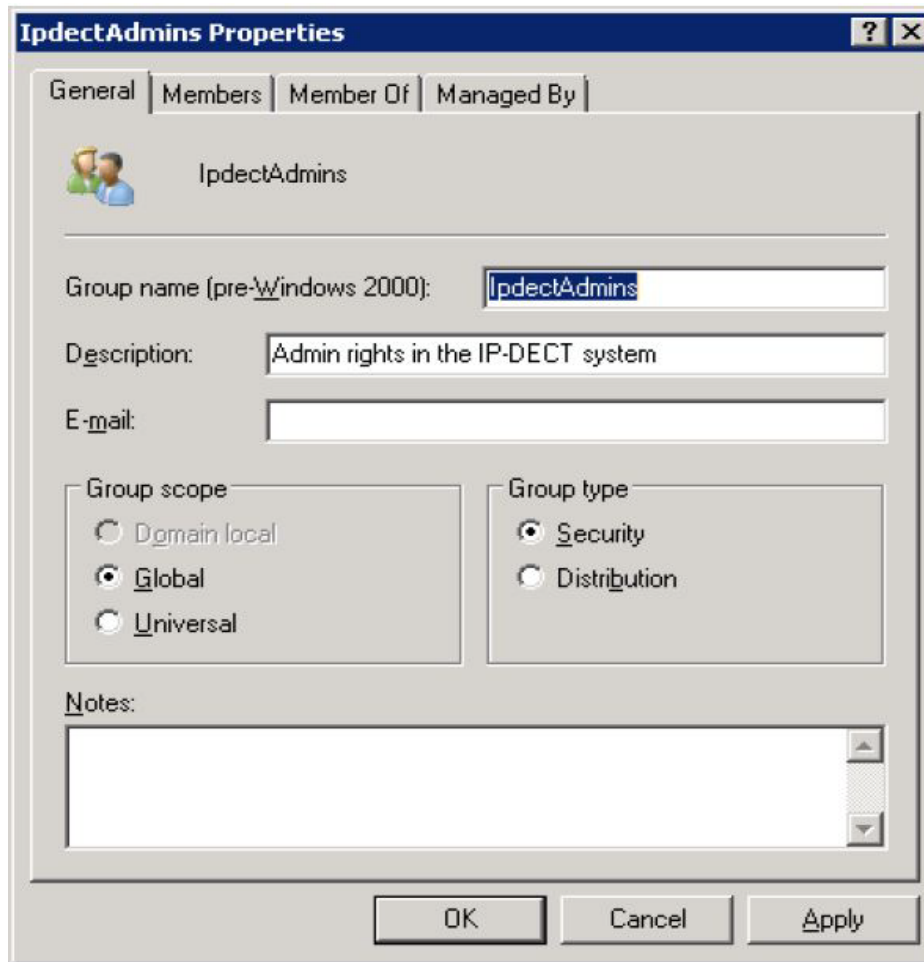 IpdectAdmins Properties
General Members Member Of Managed By
IpdectAdmins
Group name (pre-Windows 2000): IpdectAdmins
Description: Admin rights in the IP-DECT system
E-mail:
Group scope Group type
Domain local Security
Global Distribution
Universal
Notes:
OK Cancel Apply